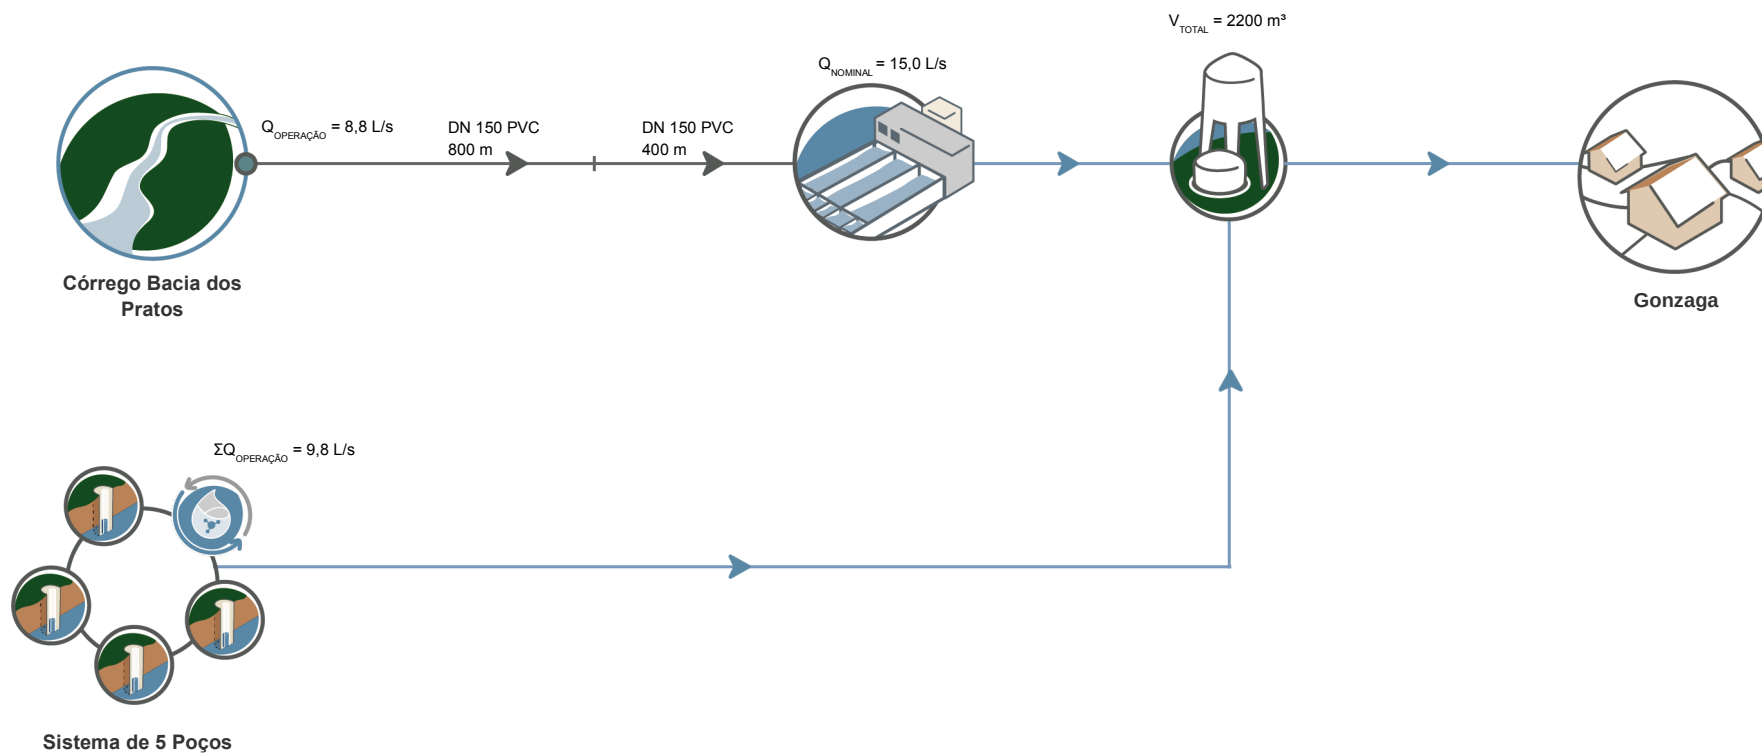 V_TOTAL = 2200 m³
Q_NOMINAL = 15,0 L/s
Q_OPERAÇÃO = 8,8 L/s
DN 150 PVC
800 m
DN 150 PVC
400 m
Córrego Bacia dos
Pratos
Gonzaga
ΣQ_OPERAÇÃO = 9,8 L/s
Sistema de 5 Poços